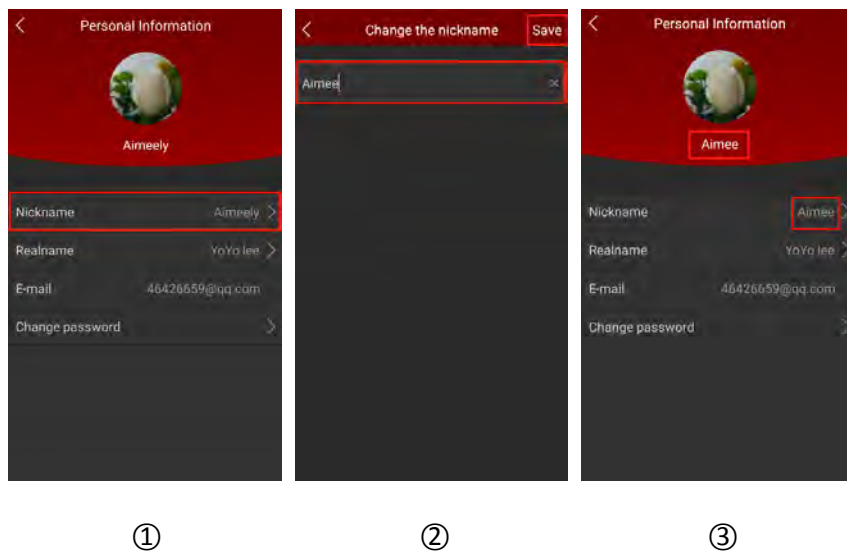 Personal Information
Aimeely
Nickname Aimeely
Realname YoYo lee
E-mail 46426659@qq.com
Change password
Change the nickname Save
Aimee
Personal Information
Aimee
Nickname Aimee
Realname YoYo lee
E-mail 46426659@qq.com
Change password
① ② ③